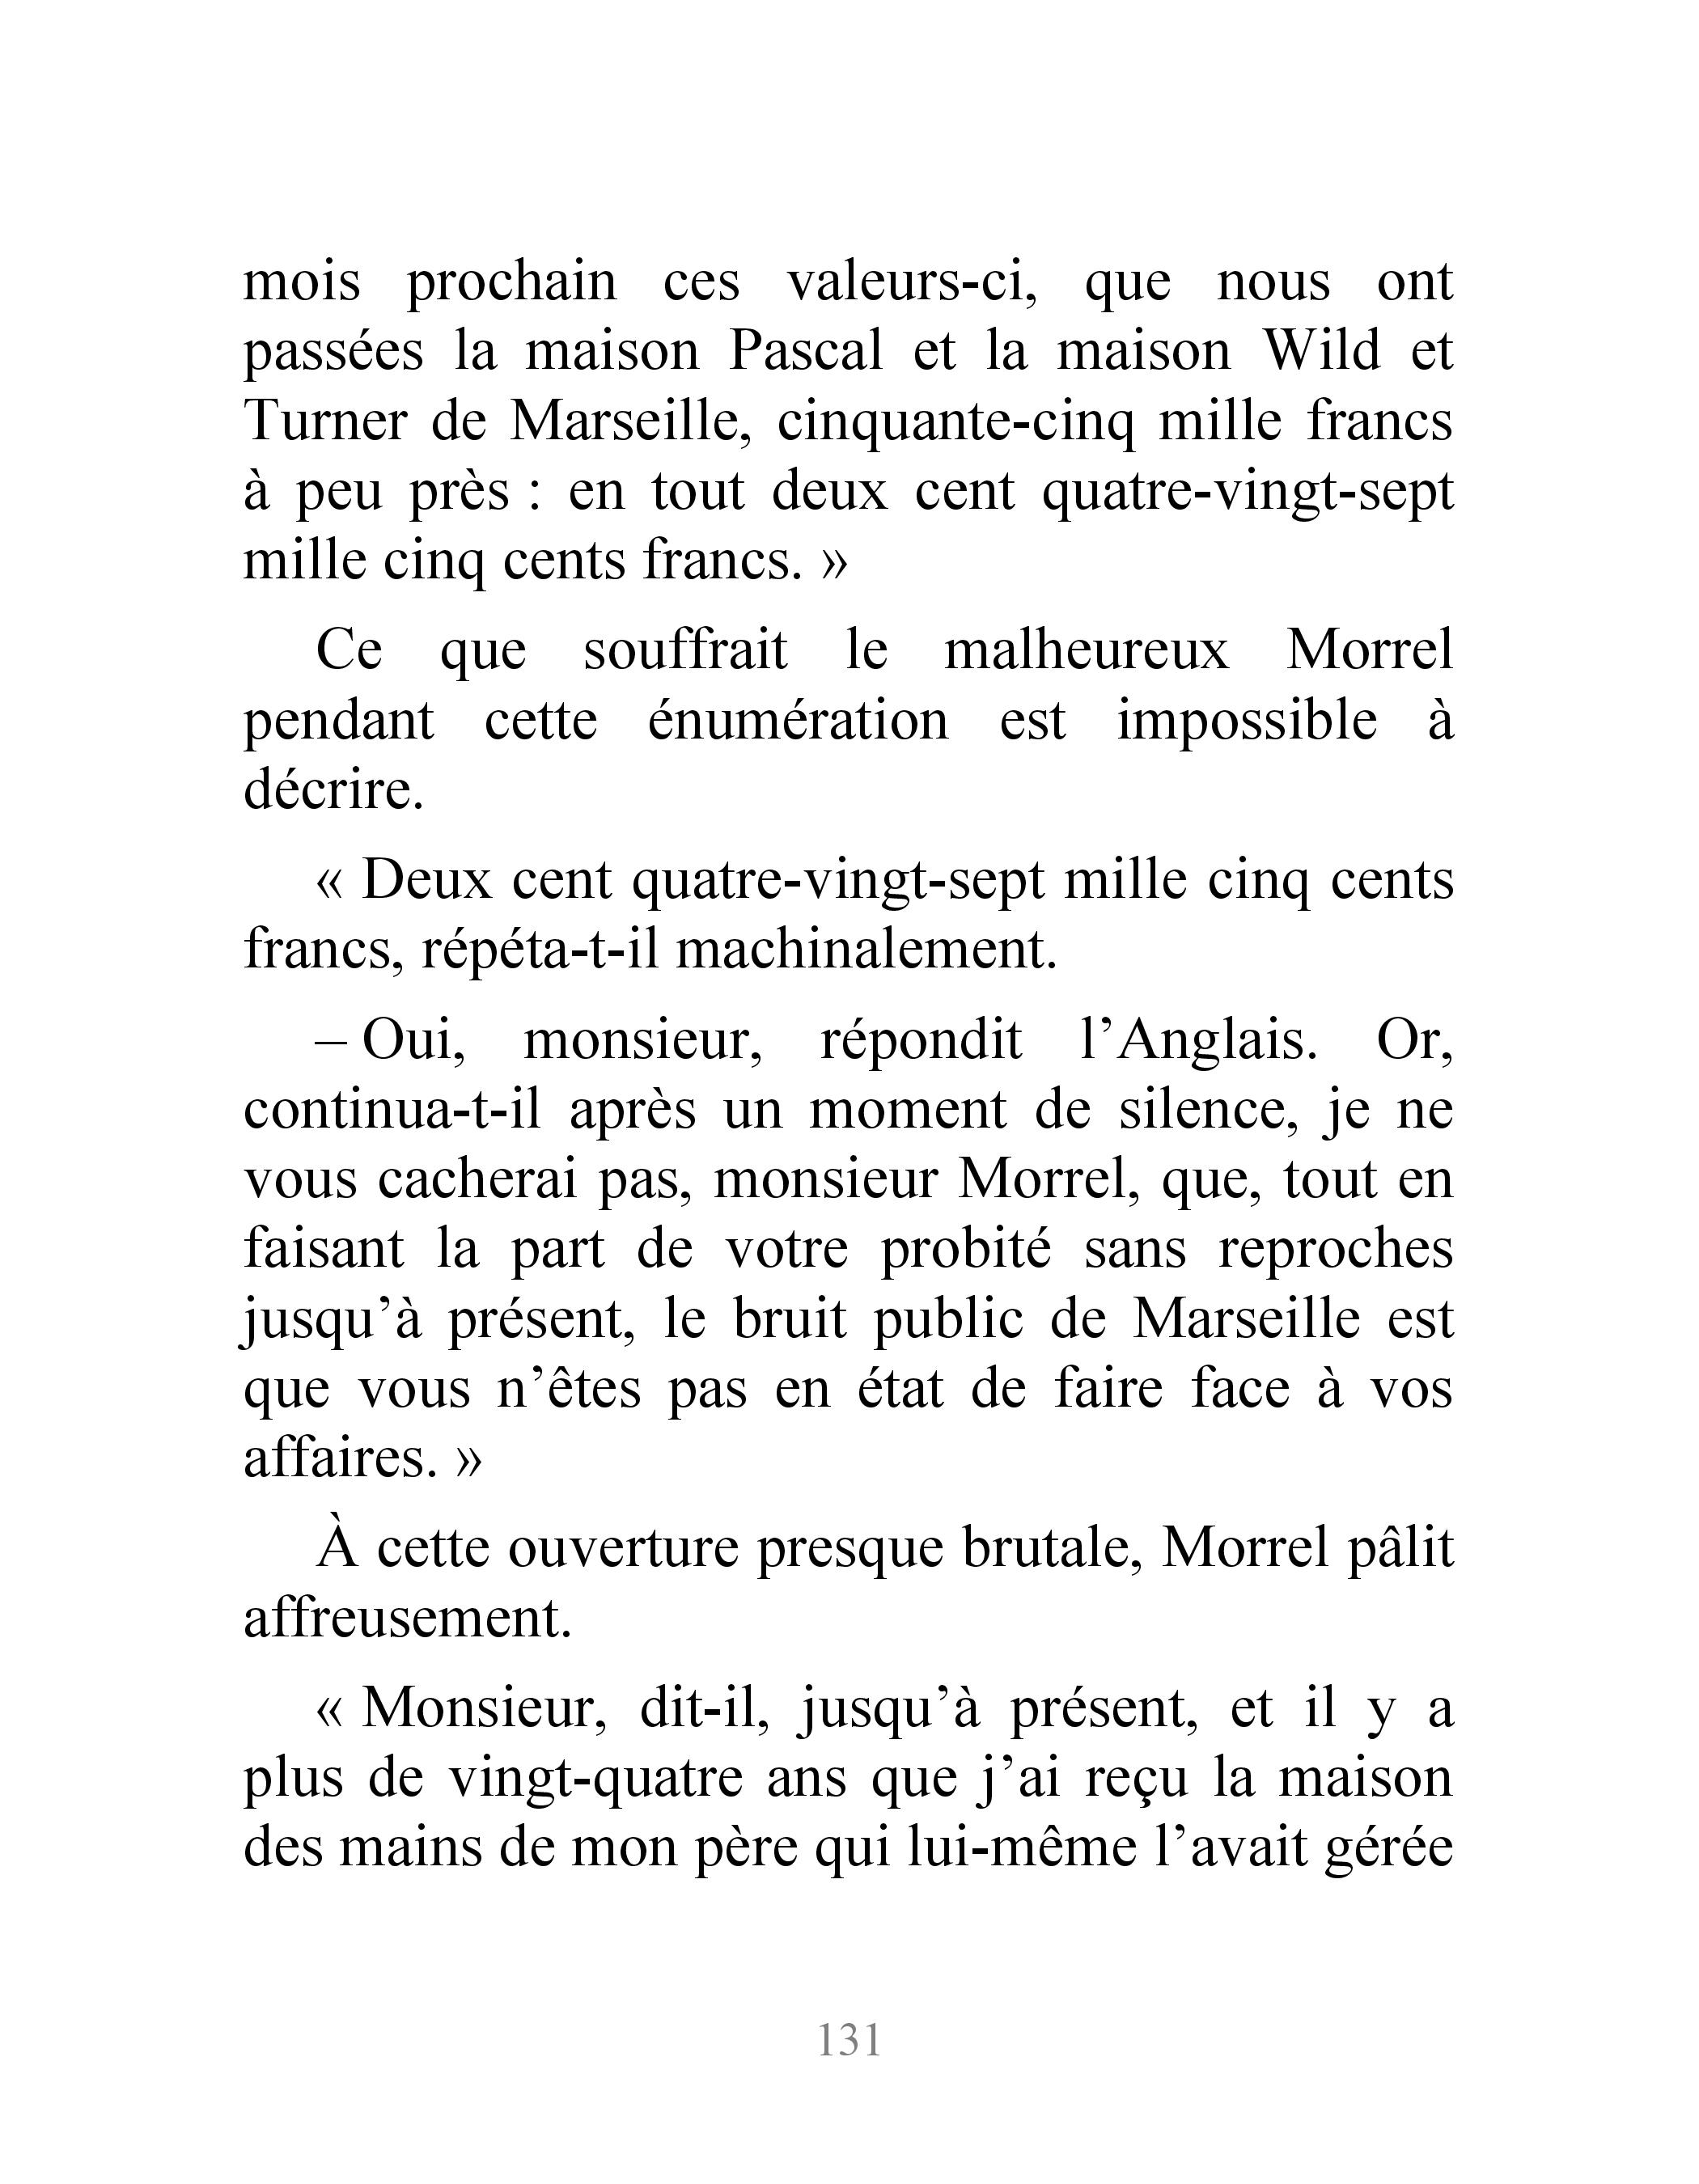 mois prochain ces valeurs-ci, que nous ont
passées la maison Pascal et la maison Wild et
Turner de Marseille, cinquante-cinq mille francs
à peu près : en tout deux cent quatre-vingt-sept
mille cinq cents francs. »
Ce que souffrait le malheureux Morrel
pendant cette énumération est impossible à
décrire.
« Deux cent quatre-vingt-sept mille cinq cents
francs, répéta-t-il machinalement.
– Oui, monsieur, répondit l’Anglais. Or,
continua-t-il après un moment de silence, je ne
vous cacherai pas, monsieur Morrel, que, tout en
faisant la part de votre probité sans reproches
jusqu’à présent, le bruit public de Marseille est
que vous n’êtes pas en état de faire face à vos
affaires. »
À cette ouverture presque brutale, Morrel pâlit
affreusement.
« Monsieur, dit-il, jusqu’à présent, et il y a
plus de vingt-quatre ans que j’ai reçu la maison
des mains de mon père qui lui-même l’avait gérée
131